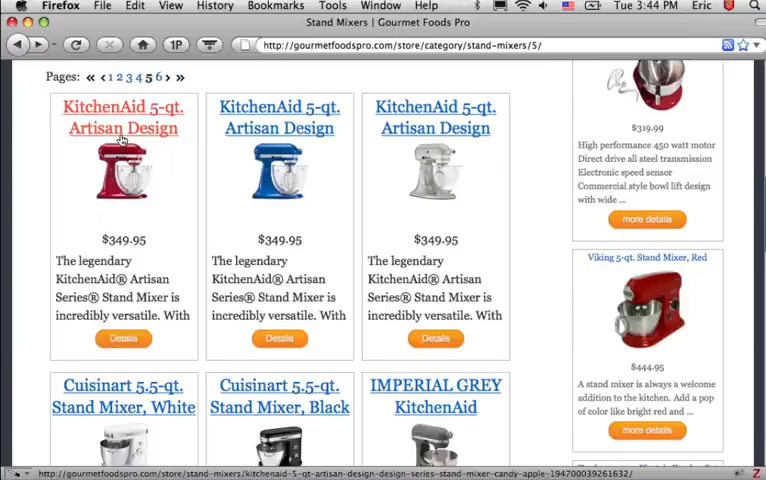 Firefox File Edit View History Bookmarks Tools Window Help Tue 3:44 PM Eric
Stand Mixers | Gourmet Foods Pro
1P http://gourmetfoodspro.com/store/category/stand-mixers/5/
Pages: « ‹ 1 2 3 4 5 6 › »
KitchenAid 5-qt. Artisan Design
$349.95
The legendary
KitchenAid® Artisan
Series® Stand Mixer is
incredibly versatile. With
Details
KitchenAid 5-qt. Artisan Design
$349.95
The legendary
KitchenAid® Artisan
Series® Stand Mixer is
incredibly versatile. With
Details
KitchenAid 5-qt. Artisan Design
$349.95
The legendary
KitchenAid® Artisan
Series® Stand Mixer is
incredibly versatile. With
Details
Cuisinart 5.5-qt.
Stand Mixer, White
Cuisinart 5.5-qt.
Stand Mixer, Black
IMPERIAL GREY
KitchenAid
$319.99
High performance 450 watt motor
Direct drive all steel transmission
Electronic speed sensor
Commercial style bowl lift design
with wide ...
more details
Viking 5-qt. Stand Mixer, Red
$444.95
A stand mixer is always a welcome
addition to the kitchen. Add a pop
of color like bright red and ...
more details
http://gourmetfoodspro.com/store/stand-mixers/kitchenaid-5-qt-artisan-design-design-series-stand-mixer-candy-apple-194700039261632/